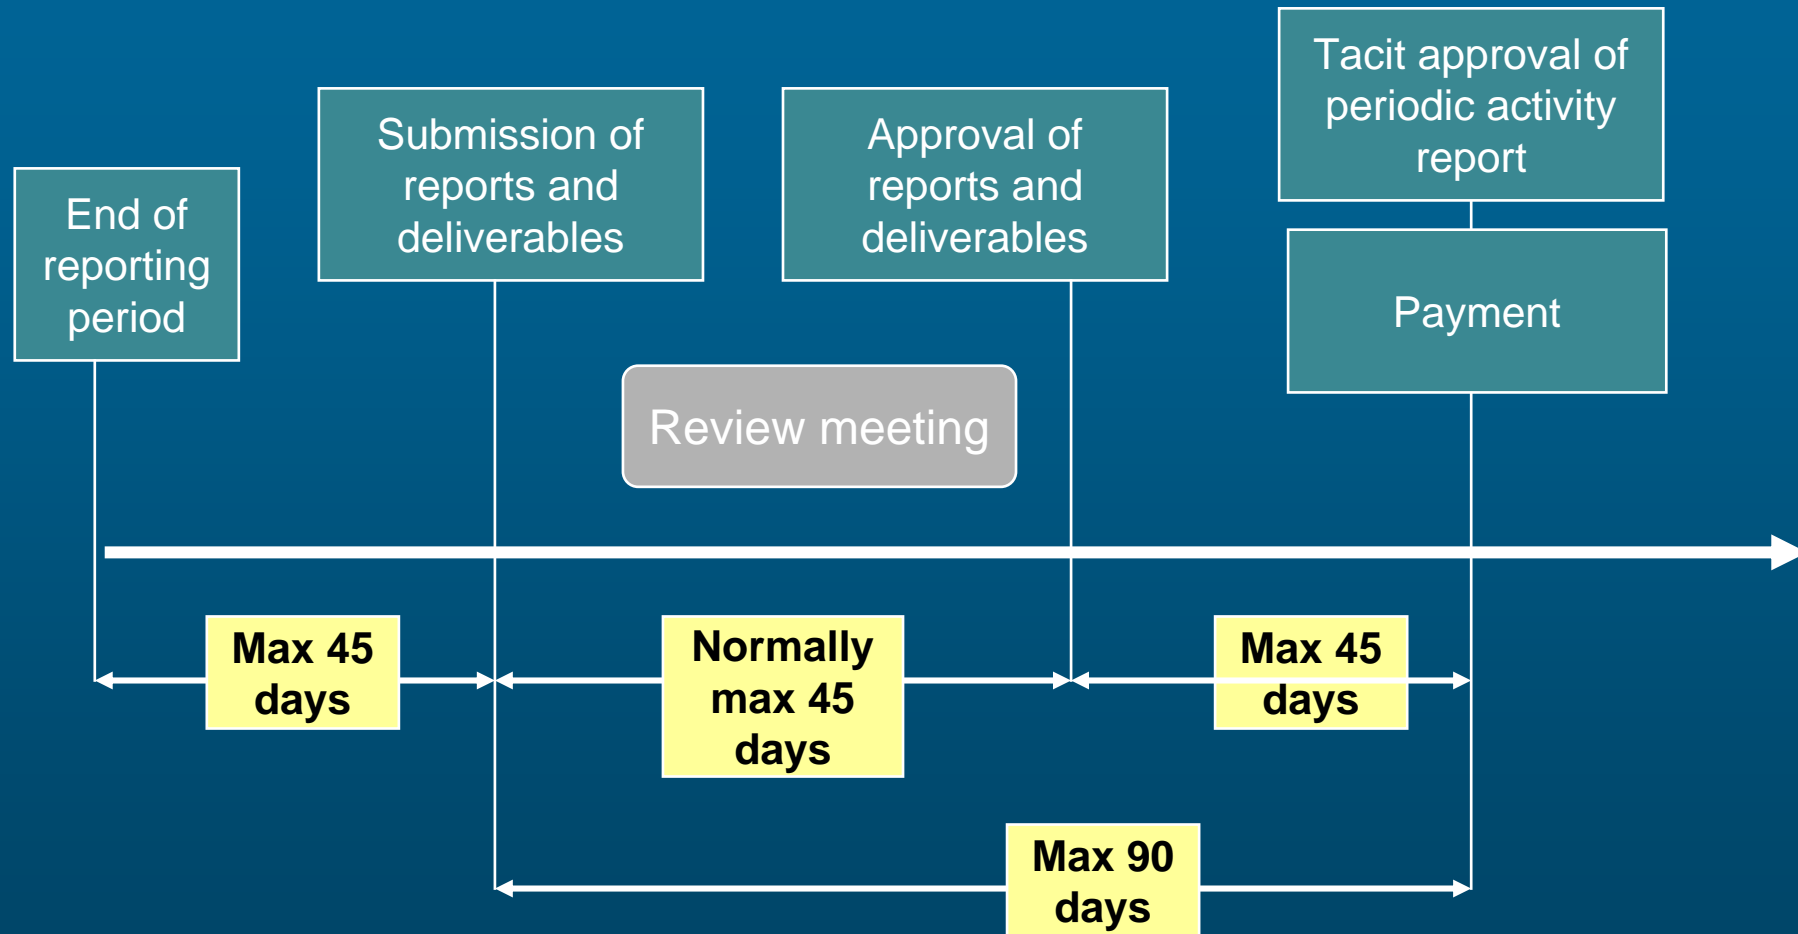 End of
reporting
period
Submission of
reports and
deliverables
Approval of
reports and
deliverables
Tacit approval of
periodic activity
report
Payment
Review meeting
Max 45
days
Normally
max 45
days
Max 45
days
Max 90
days